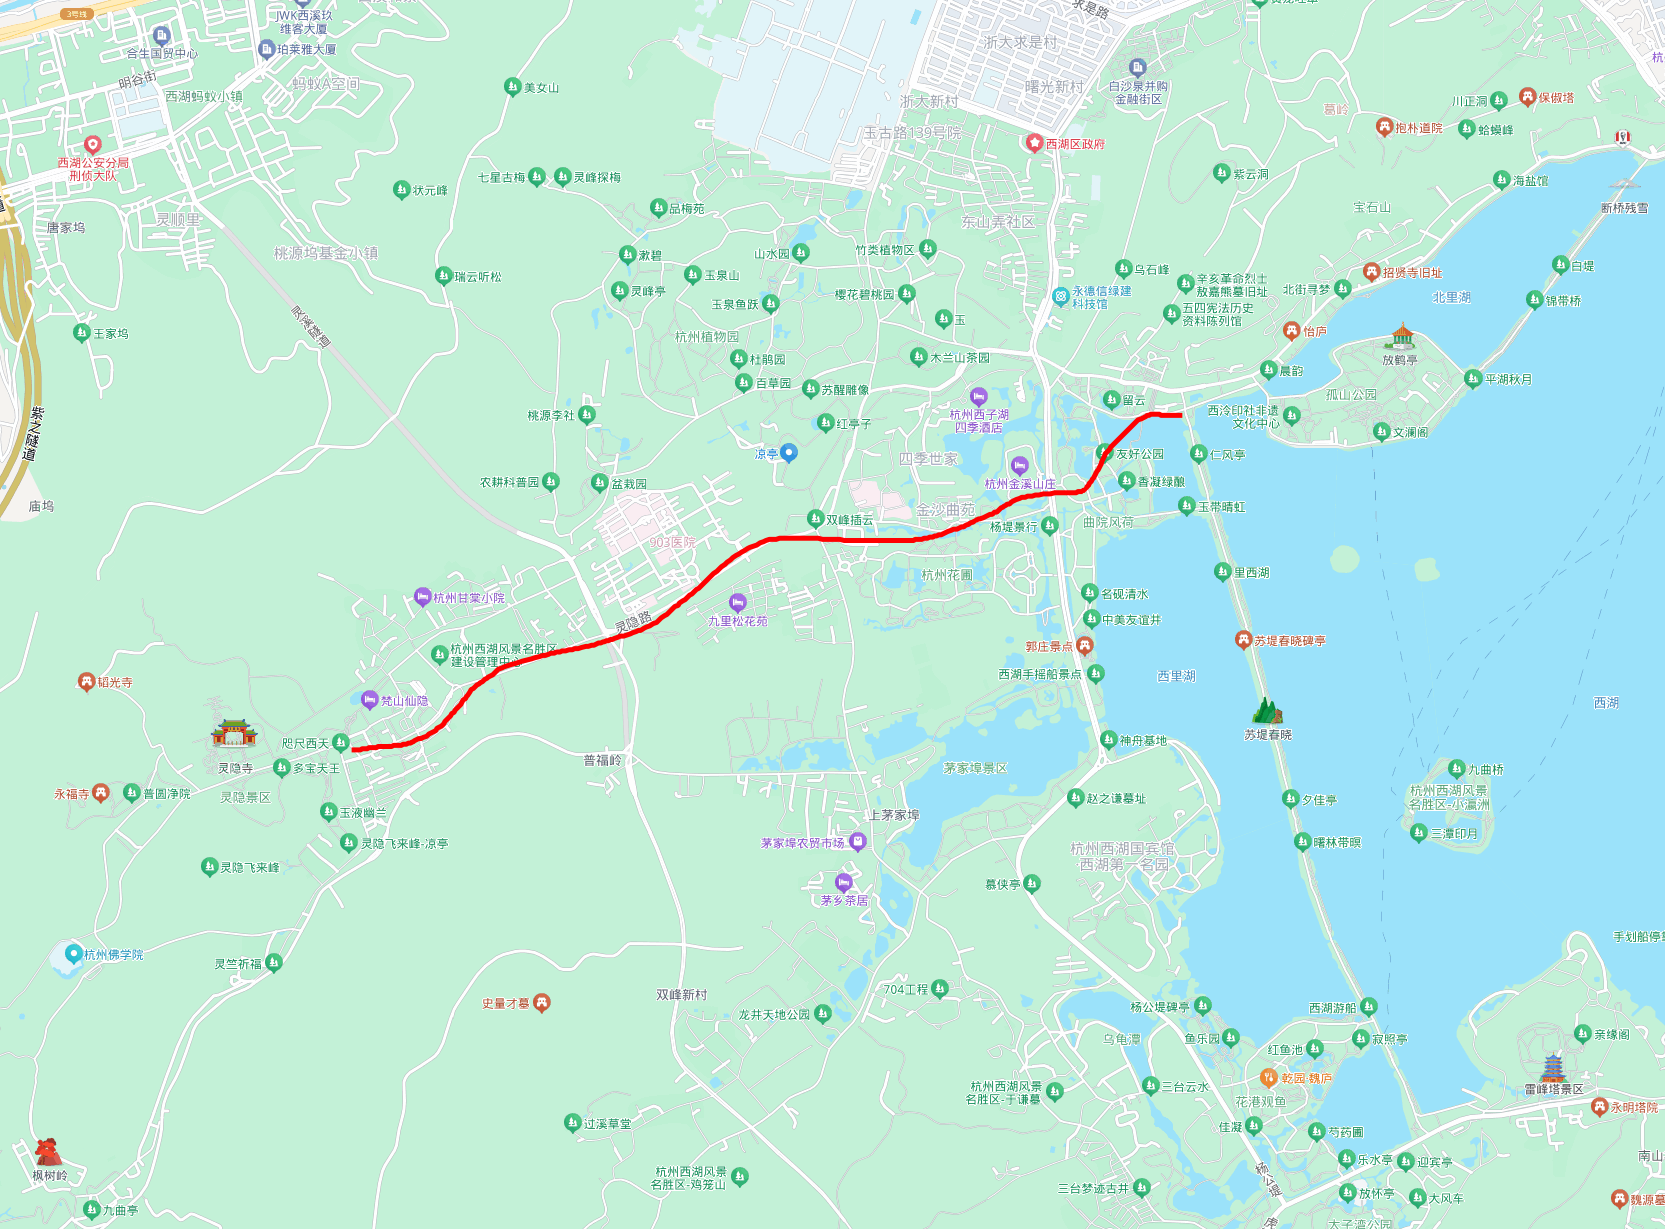 3号线
JWK西溪玖
维客大厦
合生国贸中心
珀莱雅大厦
明谷街
西湖蚂蚁小镇
蚂蚁A空间
美女山
求是路
浙大求是村
曙光新村
白沙泉并购
金融街区
浙大新村
玉古路139号院
西湖区政府
葛岭
川正洞
保俶塔
抱朴道院
蛤蟆峰
西湖公安分局
刑侦大队
七星古梅
灵峰探梅
状元峰
品梅苑
紫云洞
海盐馆
宝石山
断桥残雪
唐家坞
灵顺里
桃源坞基金小镇
东山弄社区
漱碧
山水园
竹类植物区
瑞云听松
玉泉山
灵峰亭
玉泉鱼跃
樱花碧桃园
乌石峰
永德信绿建
科技馆
辛亥革命烈士
敖嘉熊墓旧址
五四宪法历史
资料陈列馆
北街寻梦
招贤寺旧址
白堤
北里湖
锦带桥
怡庐
放鹤亭
王家坞
灵溪隧道
杭州植物园
玉
杜鹃园
百草园
苏醒雕像
木兰山茶园
晨韵
平湖秋月
孤山公园
桃源李社
红亭子
杭州西子湖
四季酒店
留云
西泠印社非遗
文化中心
文澜阁
紫之隧道
凉亭
四季世家
友好公园
仁风亭
杭州金溪山庄
香凝绿酿
农耕科普园
盆栽园
庙坞
双峰插云
金沙曲苑
杨堤景行
曲院风荷
玉带晴虹
903医院
杭州花圃
里西湖
杭州甘棠小院
灵隐路
九里松花苑
名砚清水
中美友谊井
杭州西湖风景名胜区
建设管理中心
郭庄景点
苏堤春晓碑亭
西湖手摇船景点
西里湖
韬光寺
梵山仙隐
西湖
咫尺西天
灵隐寺
普福岭
神舟基地
苏堤春晓
多宝天王
茅家埠景区
九曲桥
永福寺
普圆净院
灵隐景区
玉液幽兰
上茅家埠
赵之谦墓址
夕佳亭
杭州西湖风景
名胜区-小瀛洲
三潭印月
灵隐飞来峰-凉亭
茅家埠农贸市场
杭州西湖国宾馆
西湖第一名园
曙林带暝
灵隐飞来峰
茅乡茶居
慕侠亭
杭州佛学院
灵竺祈福
手划船停
史量才墓
双峰新村
704工程
龙井天地公园
杨公堤碑亭
西湖游船
乌龟潭
鱼乐园
红鱼池
寂照亭
亲缘阁
乾园·魏庐
雷峰塔景区
杭州西湖风景
名胜区-于谦墓
三台云水
花港观鱼
永明塔院
过溪草堂
佳凝
芍药圃
枫树岭
杭州西湖风景
名胜区-鸡笼山
杨公堤
乐水亭
迎宾亭
南山
三台梦迹古井
放怀亭
大风车
魏源墓
九曲亭
太子湾公园